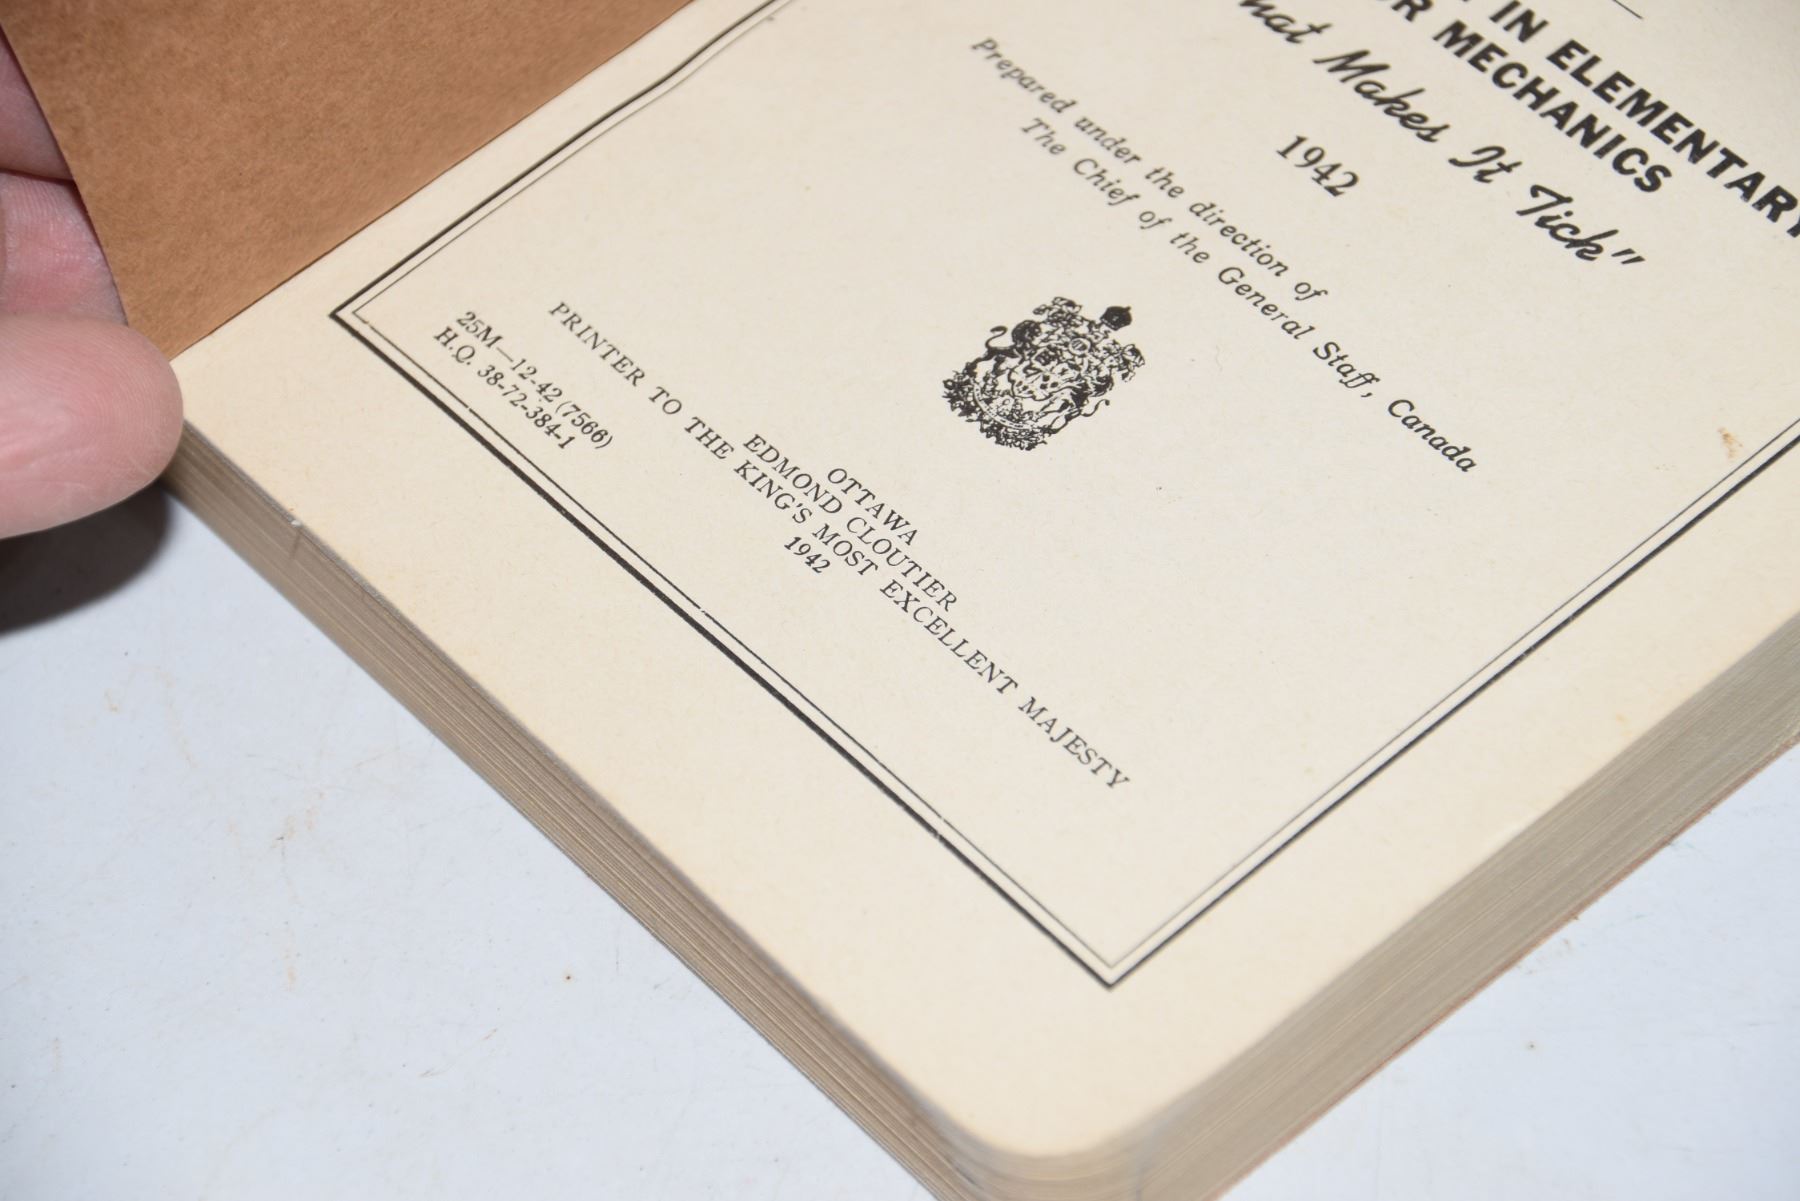 IN ELEMENTARY
MECHANICS
Makes It Tick"
1942
Prepared under the direction of
The Chief of the General Staff, Canada
OTTAWA
EDMOND CLOUTIER
PRINTER TO THE KING'S MOST EXCELLENT MAJESTY
1942
25M—12-42 (7566)
H.Q. 38-72-384-1